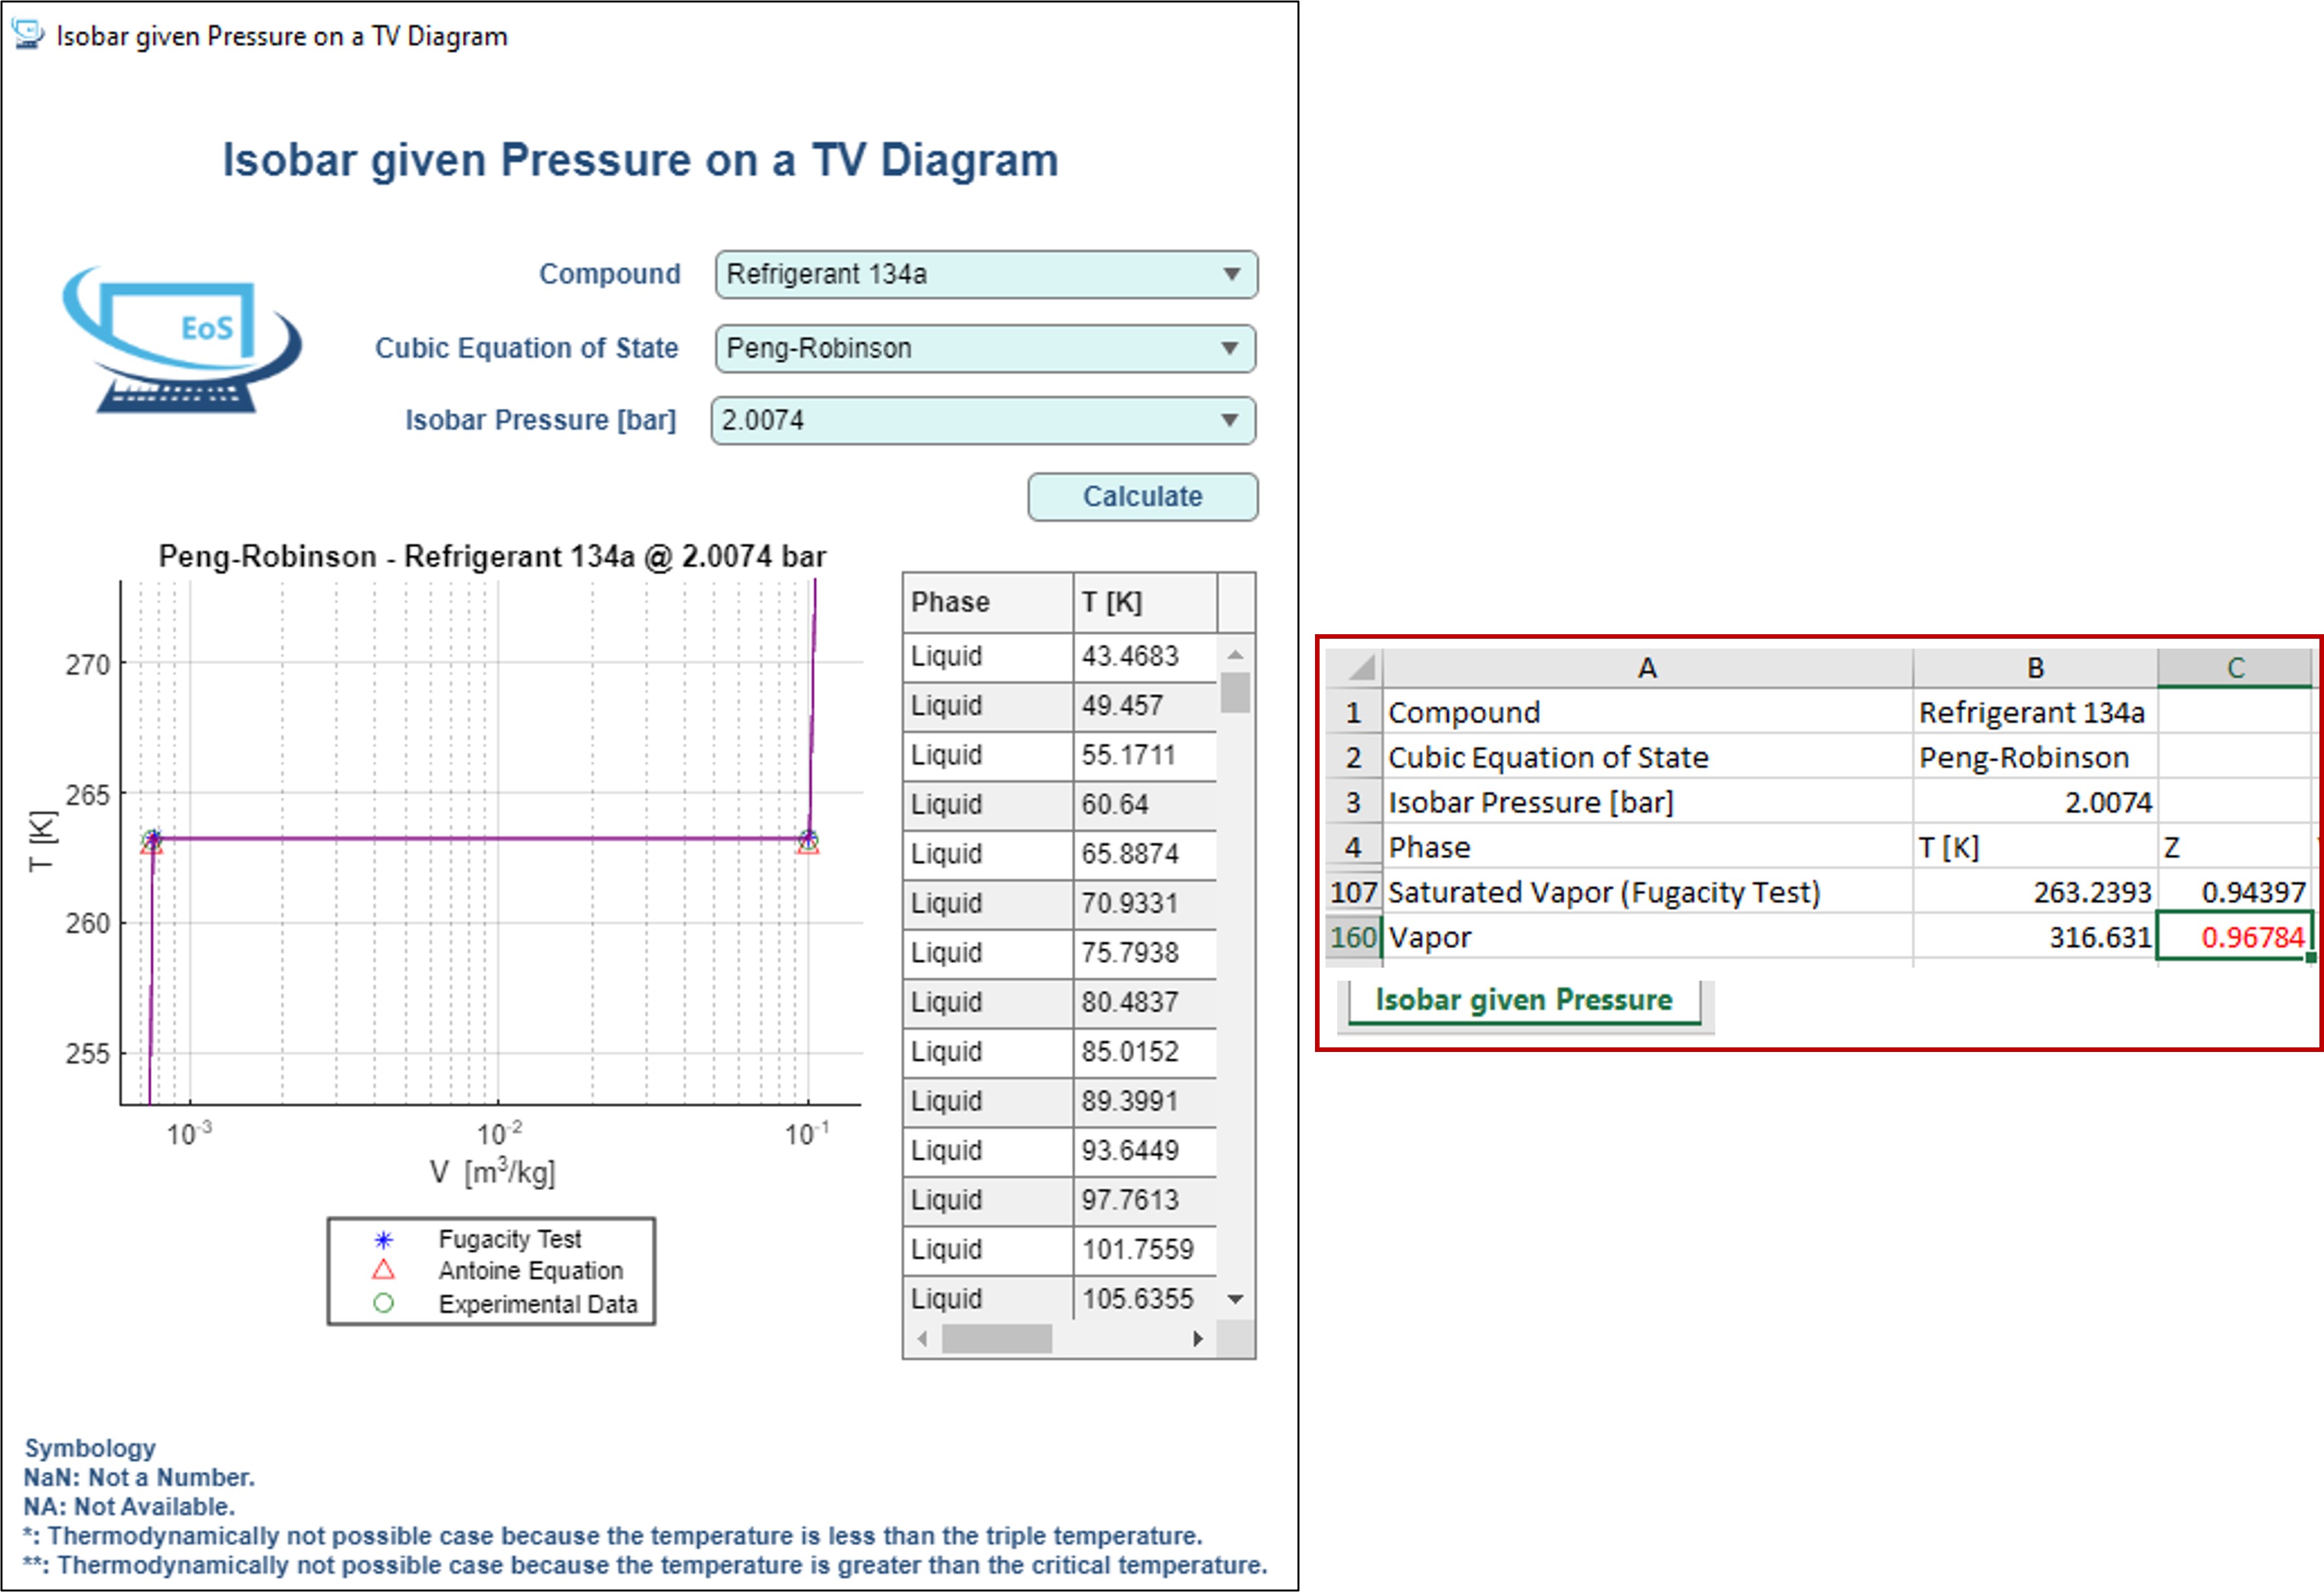 Isobar given Pressure on a TV Diagram
Isobar given Pressure on a TV Diagram
EoS
Compound
Refrigerant 134a
Cubic Equation of State
Peng-Robinson
Isobar Pressure [bar]
2.0074
Calculate
Peng-Robinson - Refrigerant 134a @ 2.0074 bar
270
265
260
255
T [K]
10-3
10-2
10-1
V [m3/kg]
Fugacity Test
Antoine Equation
Experimental Data
Phase T [K]
Liquid 43.4683
Liquid 49.457
Liquid 55.1711
Liquid 60.64
Liquid 65.8874
Liquid 70.9331
Liquid 75.7938
Liquid 80.4837
Liquid 85.0152
Liquid 89.3991
Liquid 93.6449
Liquid 97.7613
Liquid 101.7559
Liquid 105.6355
Symbology
NaN: Not a Number.
NA: Not Available.
*: Thermodynamically not possible case because the temperature is less than the triple temperature.
**: Thermodynamically not possible case because the temperature is greater than the critical temperature.
A B C
1 Compound Refrigerant 134a
2 Cubic Equation of State Peng-Robinson
3 Isobar Pressure [bar] 2.0074
4 Phase T [K] Z
107 Saturated Vapor (Fugacity Test) 263.2393 0.94397
160 Vapor 316.631 0.96784
Isobar given Pressure